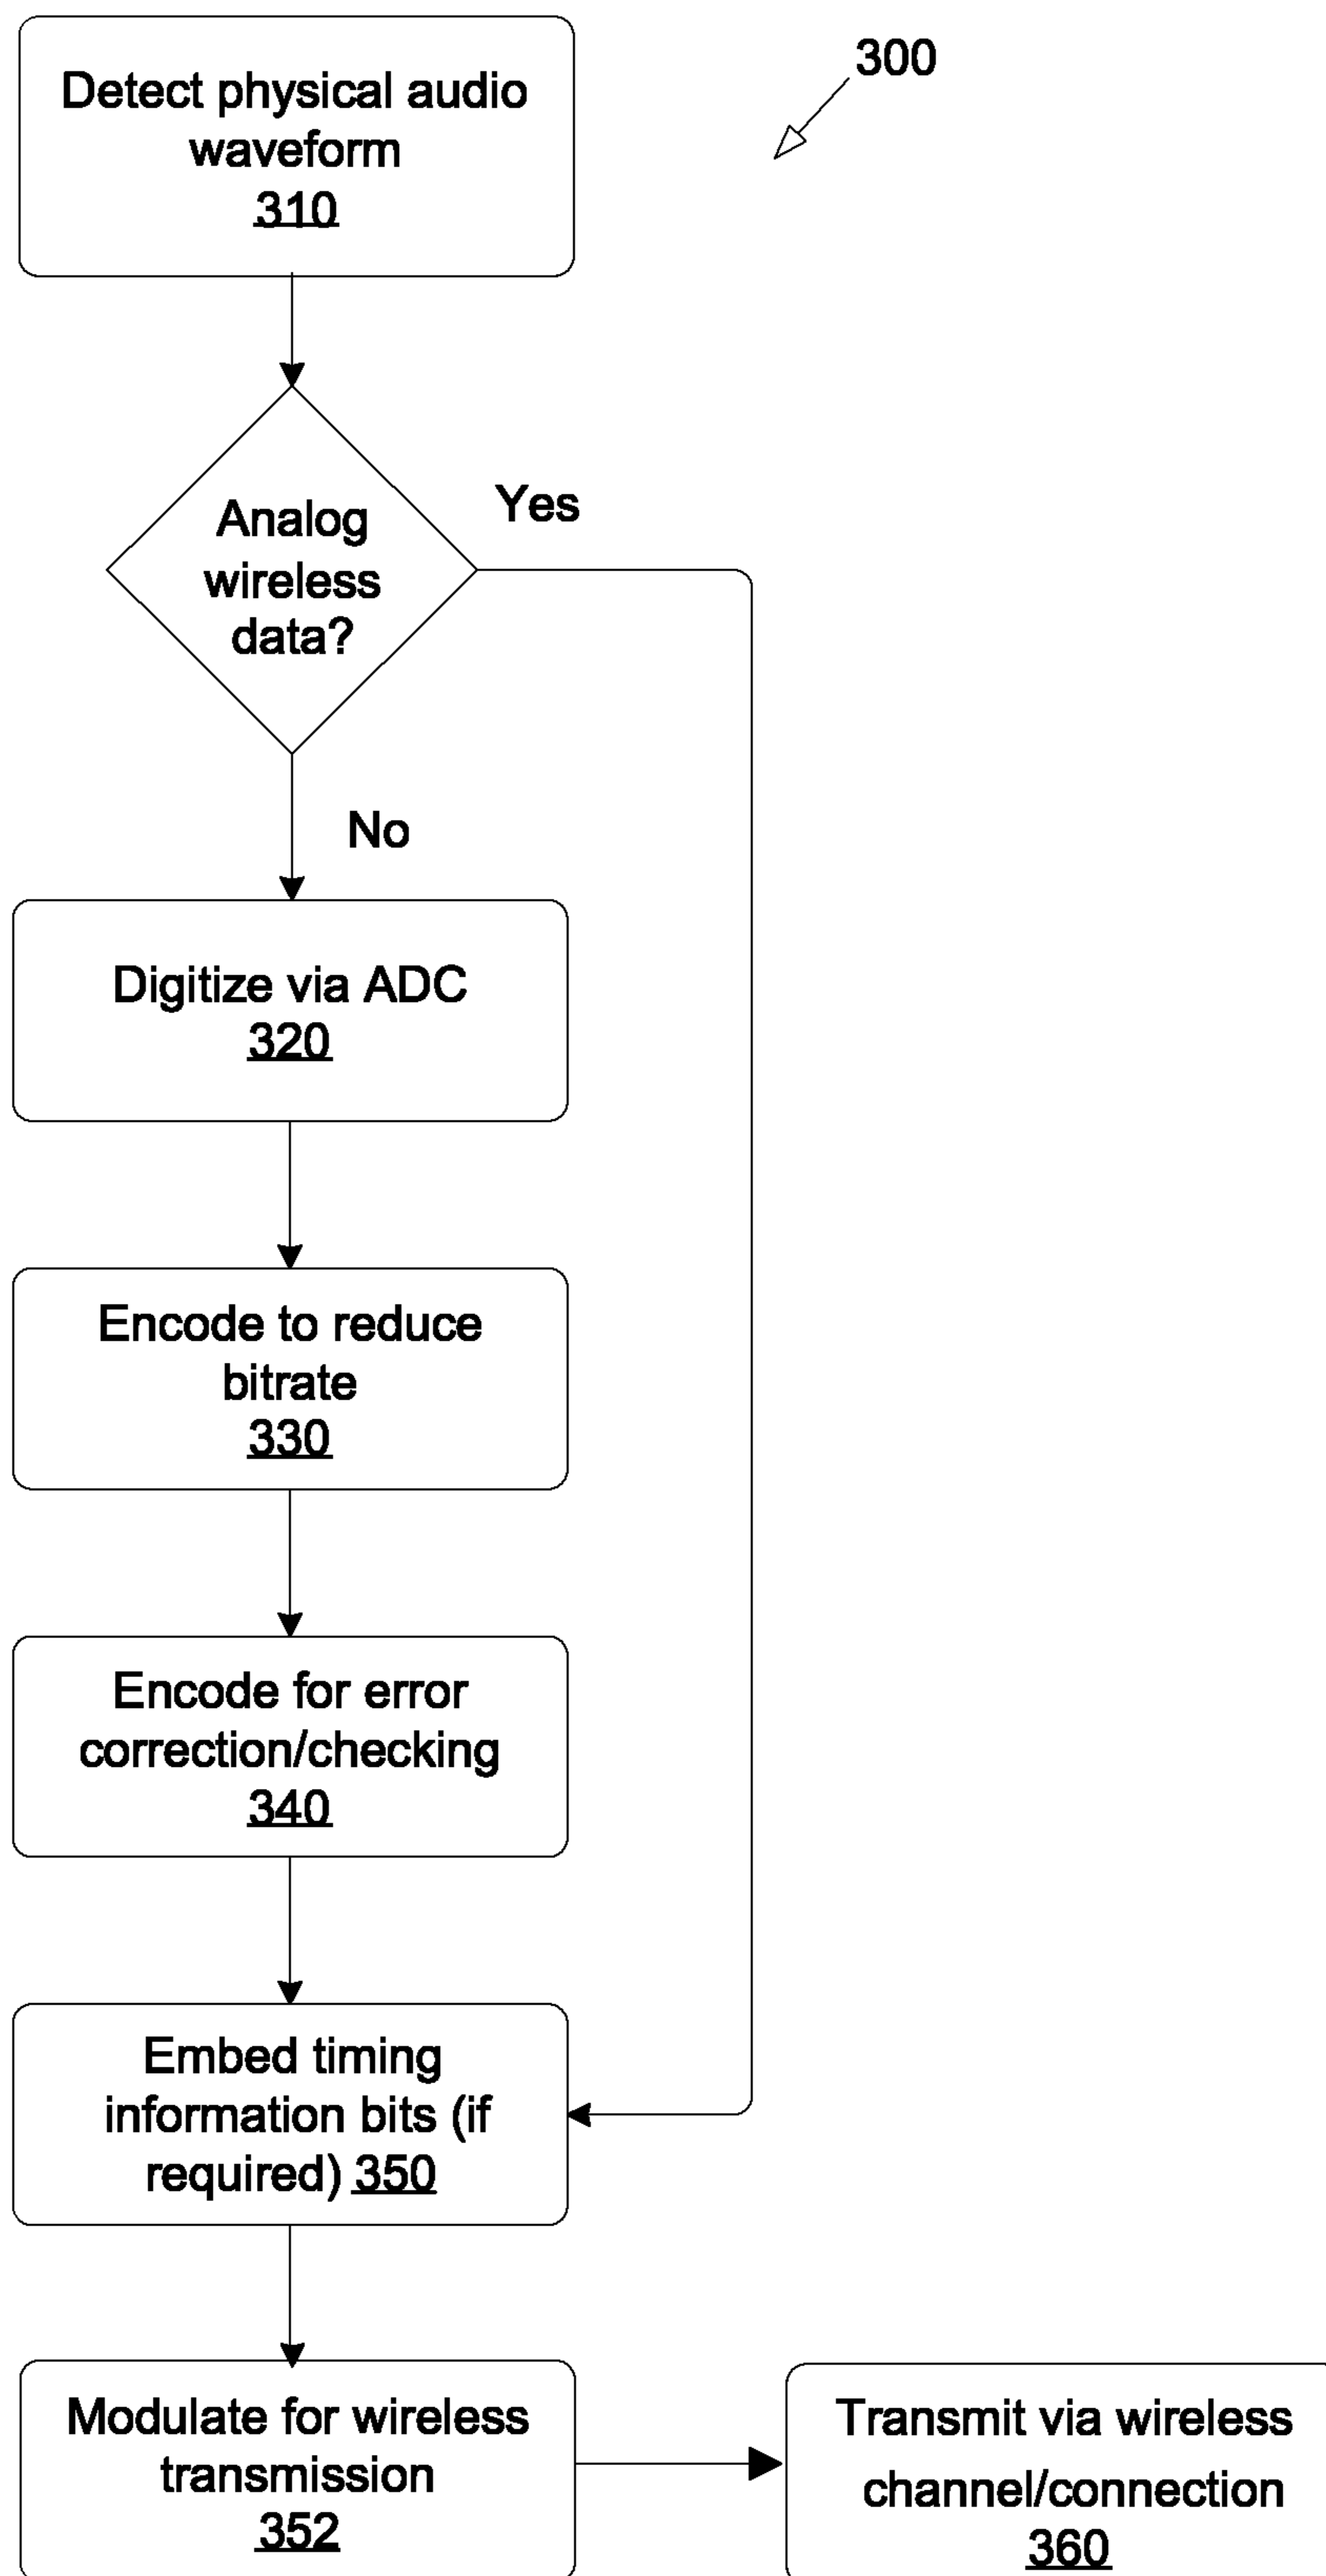 Detect physical audio
waveform
310
300
Analog
wireless
data?
Yes
No
Digitize via ADC
320
Encode to reduce
bitrate
330
Encode for error
correction/checking
340
Embed timing
information bits (if
required) 350
Modulate for wireless
transmission
352
Transmit via wireless
channel/connection
360